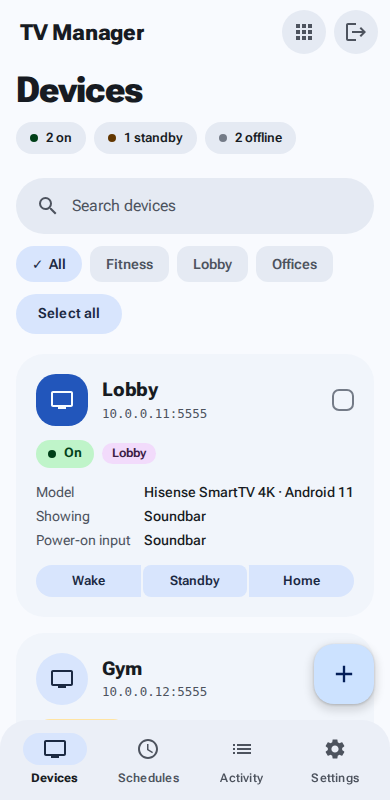 TV Manager
Devices
2 on
1 standby
2 offline
Search devices
✓ All
Fitness
Lobby
Offices
Select all
Lobby
10.0.0.11:5555
On
Lobby
Model Hisense SmartTV 4K · Android 11
Showing Soundbar
Power-on input Soundbar
Wake
Standby
Home
Gym
10.0.0.12:5555
Devices
Schedules
Activity
Settings